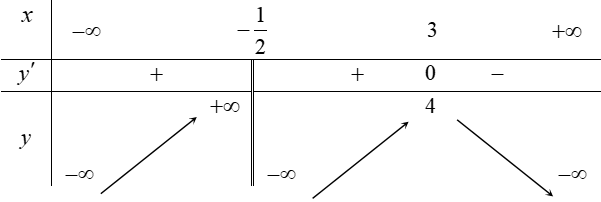 x −∞ −1/2 3 +∞
y′ + + 0 −
+∞ 4
y
−∞ −∞ −∞